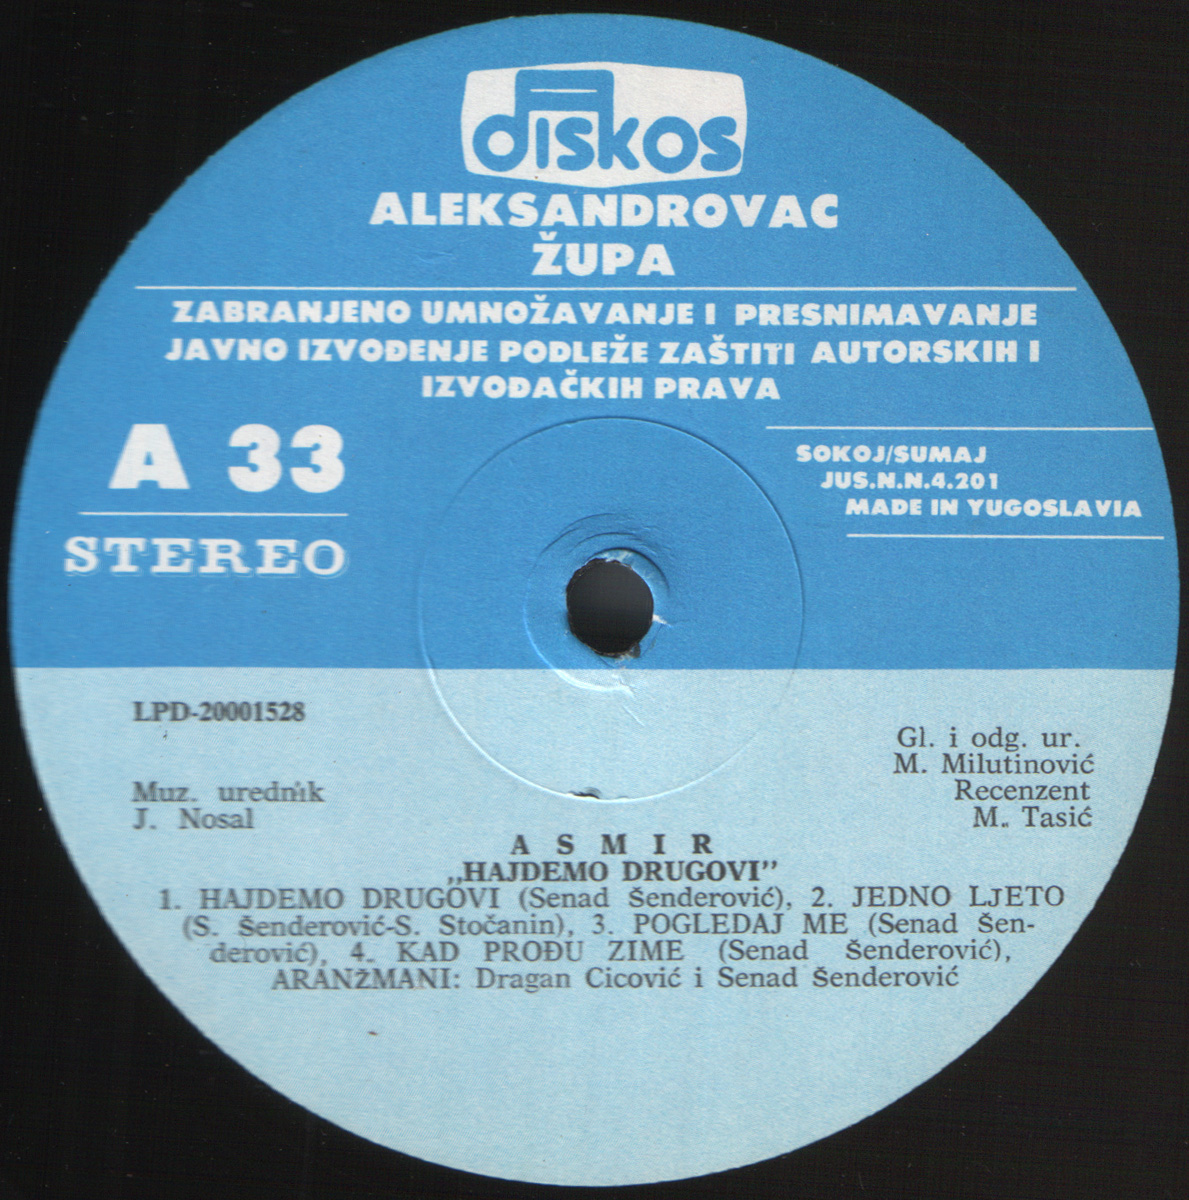 diskos
ALEKSANDROVAC
ŽUPA
ZABRANJENO UMNOŽAVANJE I PRESNIMAVANJE
JAVNO IZVOĐENJE PODLEŽE ZAŠTITI AUTORSKIH I
IZVOĐAČKIH PRAVA
A 33
STEREO
SOKOJ/SUMAJ
JUS.N.N.4.201
MADE IN YUGOSLAVIA
LPD-20001528
Muz. urednik
J. Nosal
Gl. i odg. ur.
M. Milutinović
Recenzent
M. Tasić
A S M I R
„HAJDEMO DRUGOVI”
1. HAJDEMO DRUGOVI (Senad Šenderović), 2. JEDNO LJETO
(S. Šenderović-S. Stočanin), 3. POGLEDAJ ME (Senad Šen-
derović), 4. KAD PROĐU ZIME (Senad Šenderović),
ARANŽMANI: Dragan Cicović i Senad Šenderović